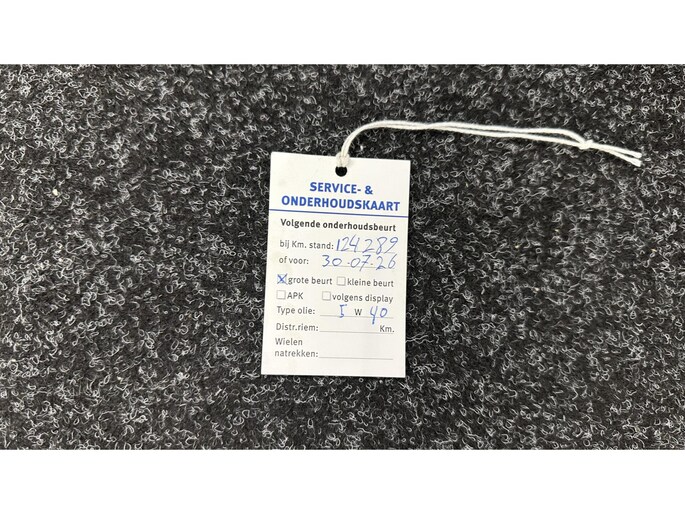 SERVICE- &
ONDERHOUDSKAART
Volgende onderhoudsbeurt
bij Km. stand: 124289
of voor: 30-07-26
☒ grote beurt ☐ kleine beurt
☐ APK ☐ volgens display
Type olie: 5 W 40
Distr.riem: Km.
Wielen
natrekken: